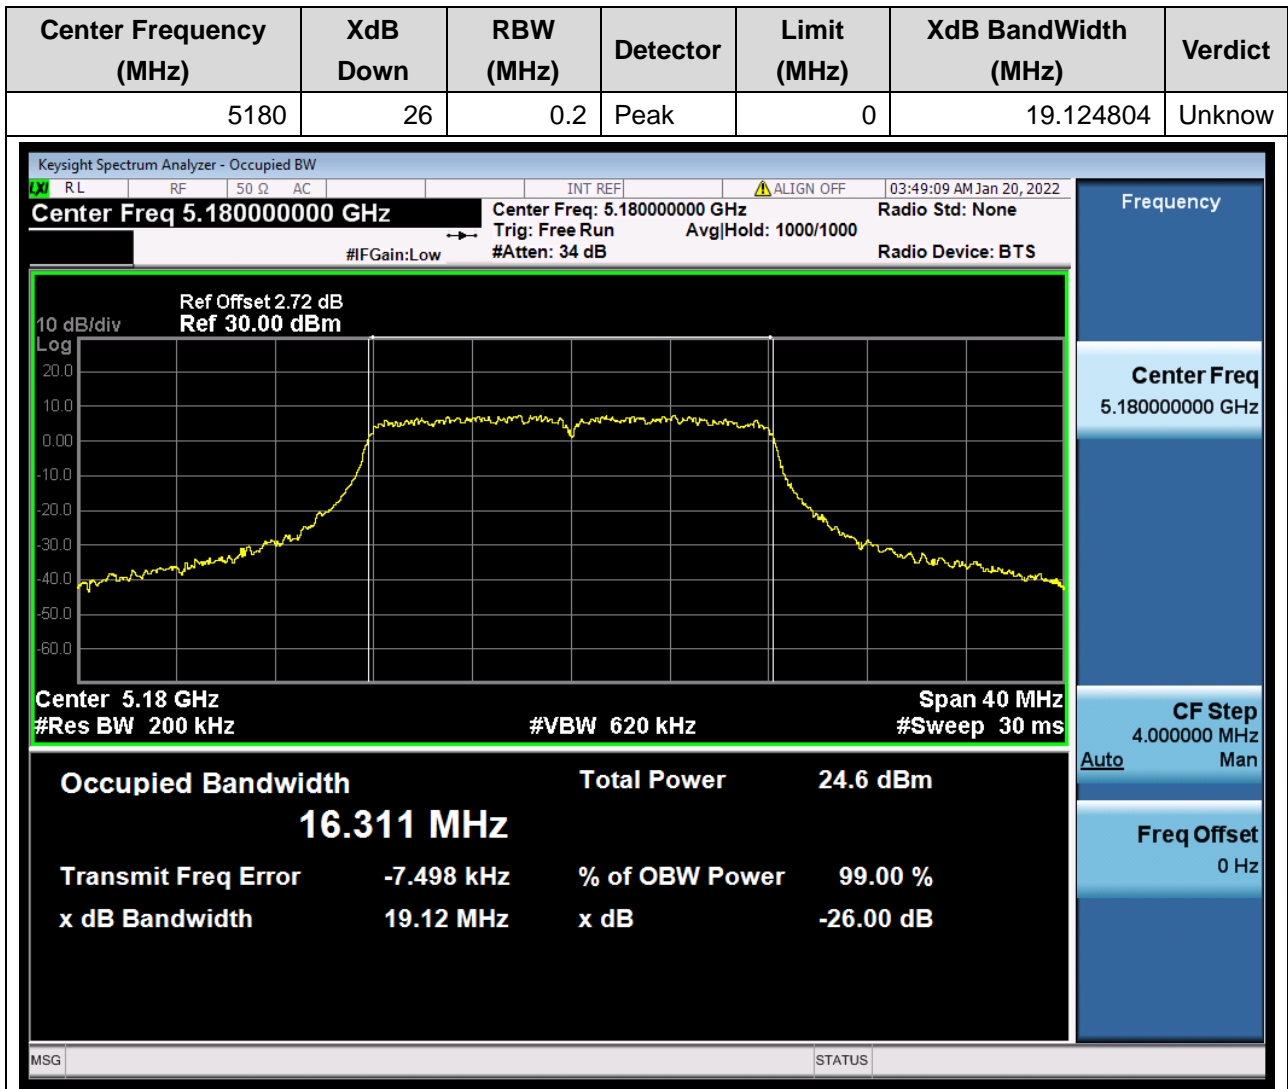 Center Frequency (MHz) XdB Down RBW (MHz) Detector Limit (MHz) XdB BandWidth (MHz) Verdict
5180 26 0.2 Peak 0 19.124804 Unknow
Keysight Spectrum Analyzer - Occupied BW
LXI RL RF 50 Ω AC INT REF ALIGN OFF 03:49:09 AM Jan 20, 2022
Center Freq 5.180000000 GHz
Center Freq: 5.180000000 GHz
Radio Std: None
Trig: Free Run Avg|Hold: 1000/1000
#IFGain:Low #Atten: 34 dB Radio Device: BTS
Ref Offset 2.72 dB
10 dB/div Ref 30.00 dBm
Log
20.0
10.0
0.00
-10.0
-20.0
-30.0
-40.0
-50.0
-60.0
Center 5.18 GHz Span 40 MHz
#Res BW 200 kHz #VBW 620 kHz #Sweep 30 ms
Occupied Bandwidth Total Power 24.6 dBm
16.311 MHz
Transmit Freq Error -7.498 kHz % of OBW Power 99.00 %
x dB Bandwidth 19.12 MHz x dB -26.00 dB
MSG STATUS
Frequency
Center Freq
5.180000000 GHz
CF Step
4.000000 MHz
Auto Man
Freq Offset
0 Hz